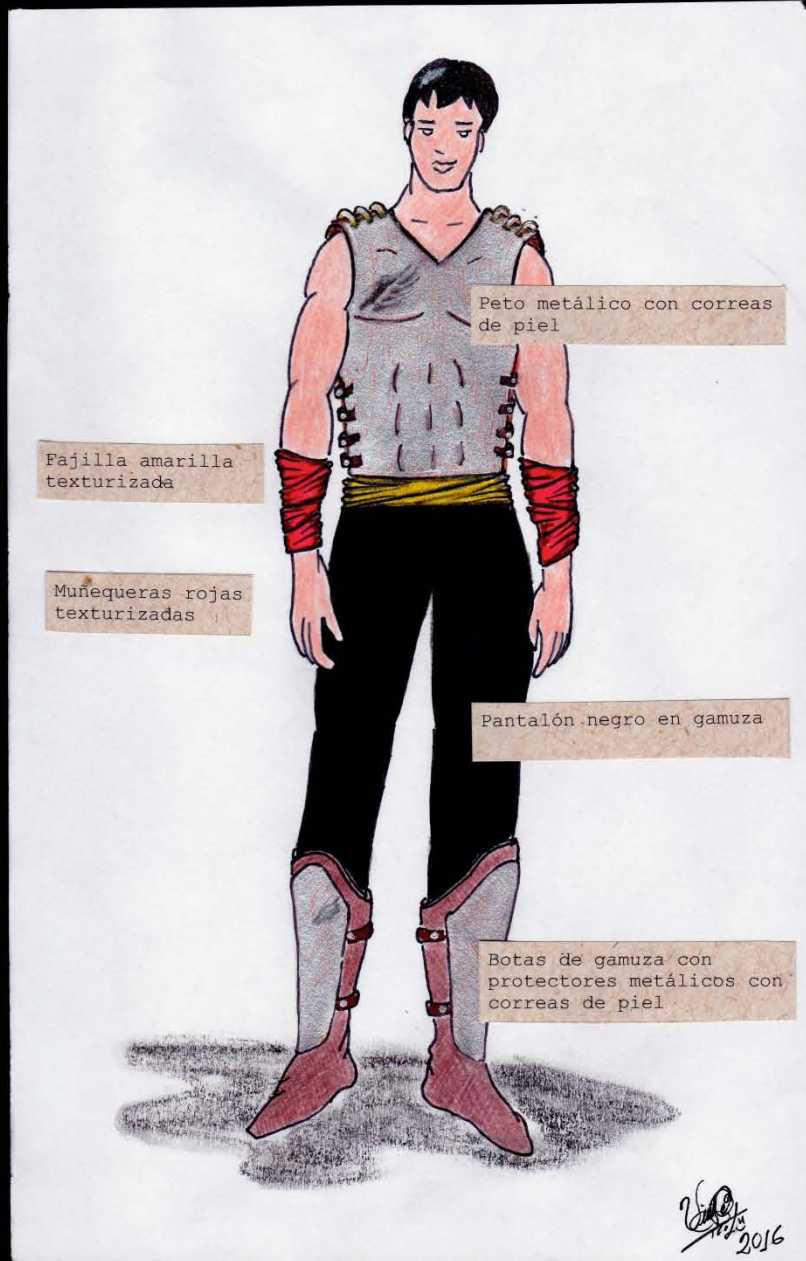 Peto metálico con correas
de piel
Fajilla amarilla
texturizada
Muñequeras rojas
texturizadas
Pantalón negro en gamuza
Botas de gamuza con
protectores metálicos con
correas de piel
2016